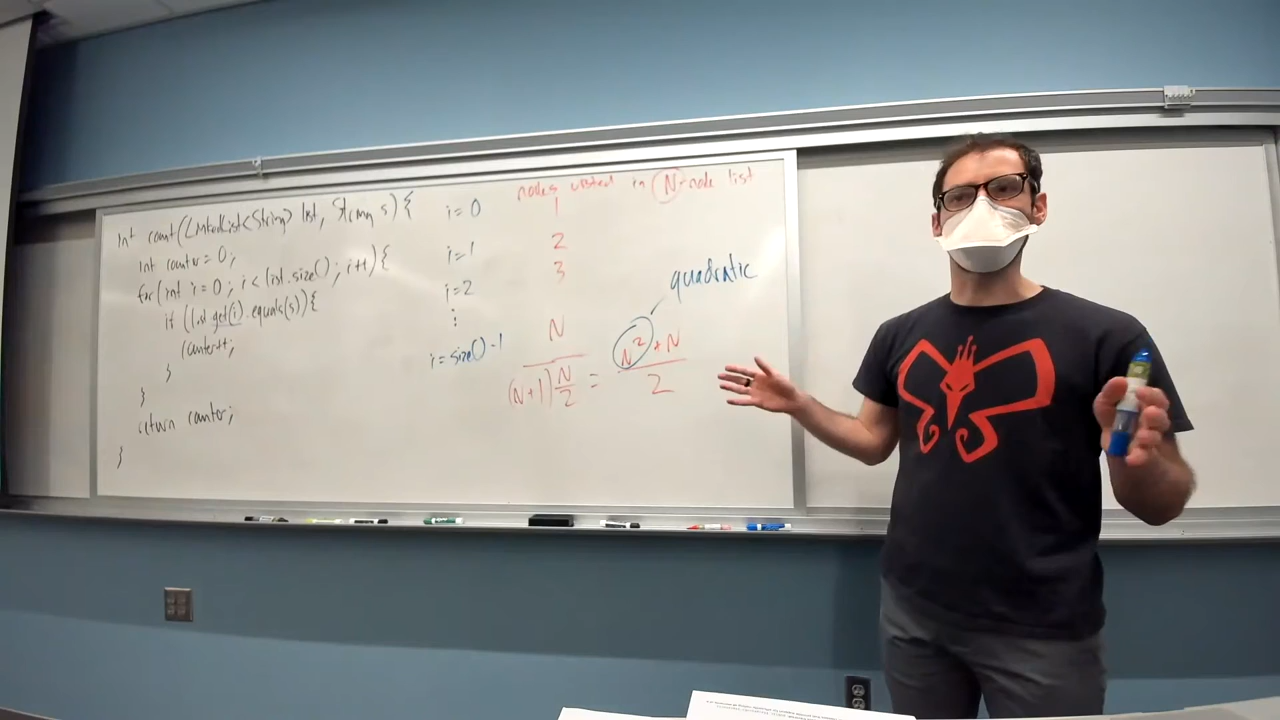 int count(LinkedList<String> list, String s) {
int counter = 0;
for(int i = 0; i < list.size(); i++) {
if (list.get(i).equals(s)) {
counter++;
}
}
return counter;
}
i = 0
i = 1
i = 2
⋮
i = size() - 1
nodes visited in N-node list
1
2
3
N
(N+1) N/2 = N² + N / 2
quadratic